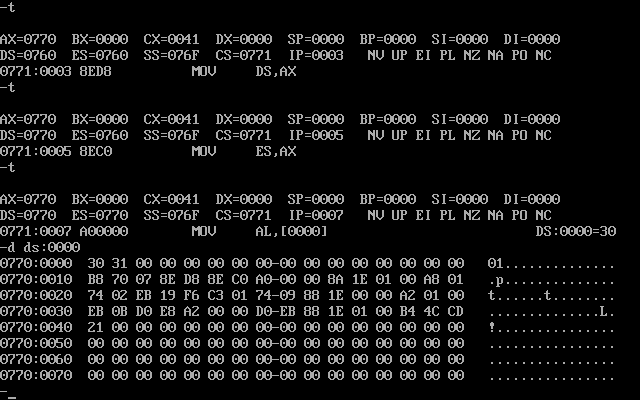 -t
AX=0770  BX=0000  CX=0041  DX=0000  SP=0000  BP=0000  SI=0000  DI=0000
DS=0760  ES=0760  SS=076F  CS=0771  IP=0003   NV UP EI PL NZ NA PO NC
0771:0003 8ED8          MOV     DS,AX
-t
AX=0770  BX=0000  CX=0041  DX=0000  SP=0000  BP=0000  SI=0000  DI=0000
DS=0770  ES=0760  SS=076F  CS=0771  IP=0005   NV UP EI PL NZ NA PO NC
0771:0005 8EC0          MOV     ES,AX
-t
AX=0770  BX=0000  CX=0041  DX=0000  SP=0000  BP=0000  SI=0000  DI=0000
DS=0770  ES=0770  SS=076F  CS=0771  IP=0007   NV UP EI PL NZ NA PO NC
0771:0007 A00000        MOV     AL,[0000]                          DS:0000=30
-d ds:0000
0770:0000  30 31 00 00 00 00 00 00-00 00 00 00 00 00 00 00   01..............
0770:0010  B8 70 07 8E D8 8E C0 A0-00 00 8A 1E 01 00 A8 01   .p..............
0770:0020  74 02 EB 19 F6 C3 01 74-09 88 1E 00 00 A2 01 00   t......t........
0770:0030  EB 0B D0 E8 A2 00 00 D0-EB 88 1E 01 00 B4 4C CD   ..............L.
0770:0040  21 00 00 00 00 00 00 00-00 00 00 00 00 00 00 00   !...............
0770:0050  00 00 00 00 00 00 00 00-00 00 00 00 00 00 00 00   ................
0770:0060  00 00 00 00 00 00 00 00-00 00 00 00 00 00 00 00   ................
0770:0070  00 00 00 00 00 00 00 00-00 00 00 00 00 00 00 00   ................
-_